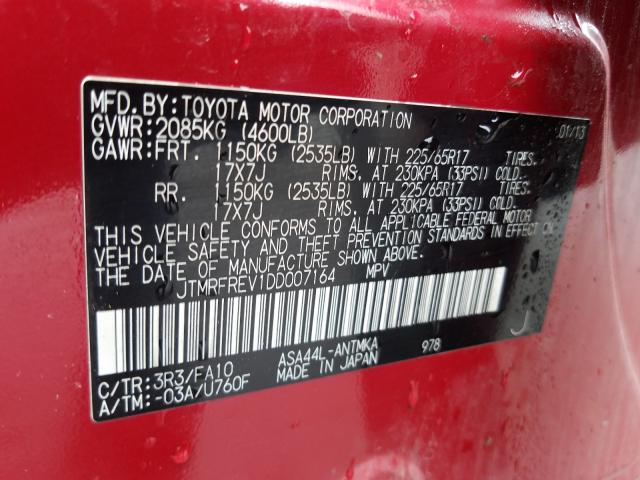 MFD. BY: TOYOTA MOTOR CORPORATION 01/13
GVWR: 2085KG (4600LB)
GAWR: FRT. 1150KG (2535LB) WITH 225/65R17 TIRES.
17X7J RIMS. AT 230KPA (33PSI) COLD.
RR. 1150KG (2535LB) WITH 225/65R17 TIRES.
17X7J RIMS. AT 230KPA (33PSI) COLD.
THIS VEHICLE CONFORMS TO ALL APPLICABLE FEDERAL MOTOR
VEHICLE SAFETY AND THEFT PREVENTION STANDARDS IN EFFECT ON
THE DATE OF MANUFACTURE SHOWN ABOVE.
JTMRFREV1DD007164 MPV
J
ASA44L-ANTMKA 978
MADE IN JAPAN
C/TR: 3R3/FA10
A/TM: -03A/U760F